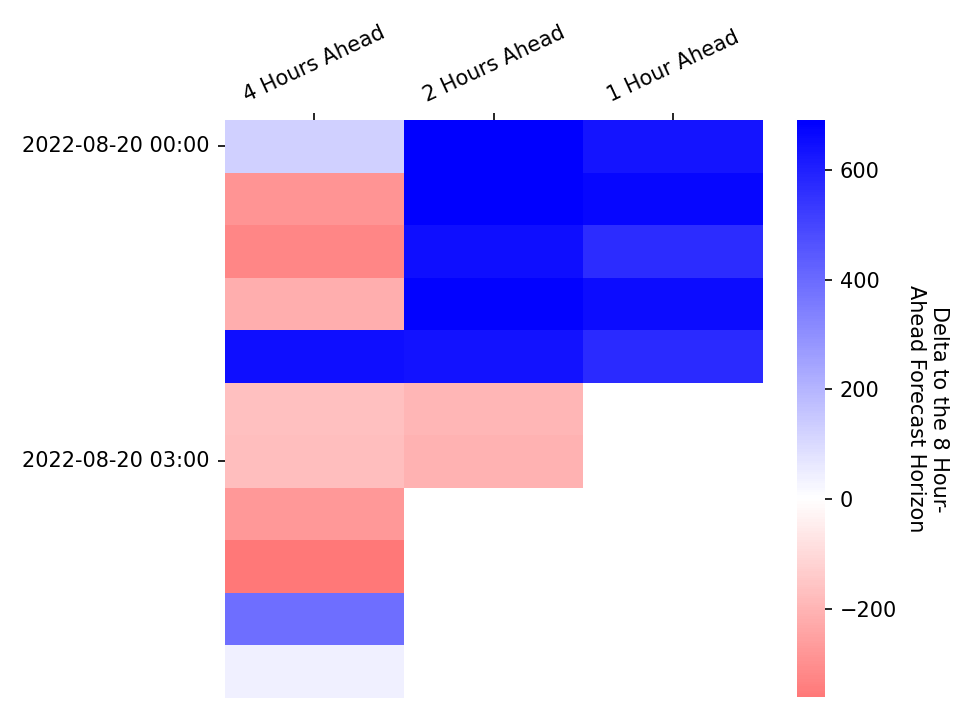 4 Hours Ahead
2 Hours Ahead
1 Hour Ahead
2022-08-20 00:00
2022-08-20 03:00
600
400
200
0
−200
Delta to the 8 Hour-
Ahead Forecast Horizon